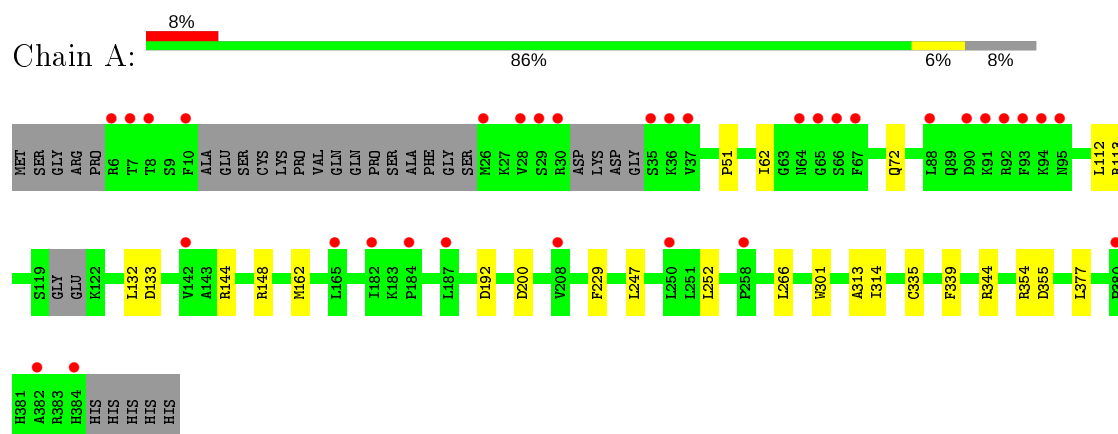 8%
Chain A:
86% 6% 8%
MET SER GLY ARG PRO R6 T7 T8 S9 F10 ALA GLU SER CYS LYS PRO VAL GLN GLN PRO SER ALA PHE GLY SER M26 K27 V28 S29 R30 ASP LYS ASP GLY S35 K36 V37 P51 I62 G63 N64 G65 S66 F67 Q72 L88 Q89 D90 K91 R92 F93 K94 N95 L112 R113
S119 GLY GLU K122 L132 D133 V142 A143 R144 R148 M162 L165 I182 K183 P184 L187 D192 D200 V208 F229 L247 L250 L251 L252 P258 L266 W301 A313 I314 C335 F339 R344 R354 D355 L377
H381 A382 R383 H384 HIS HIS HIS HIS HIS